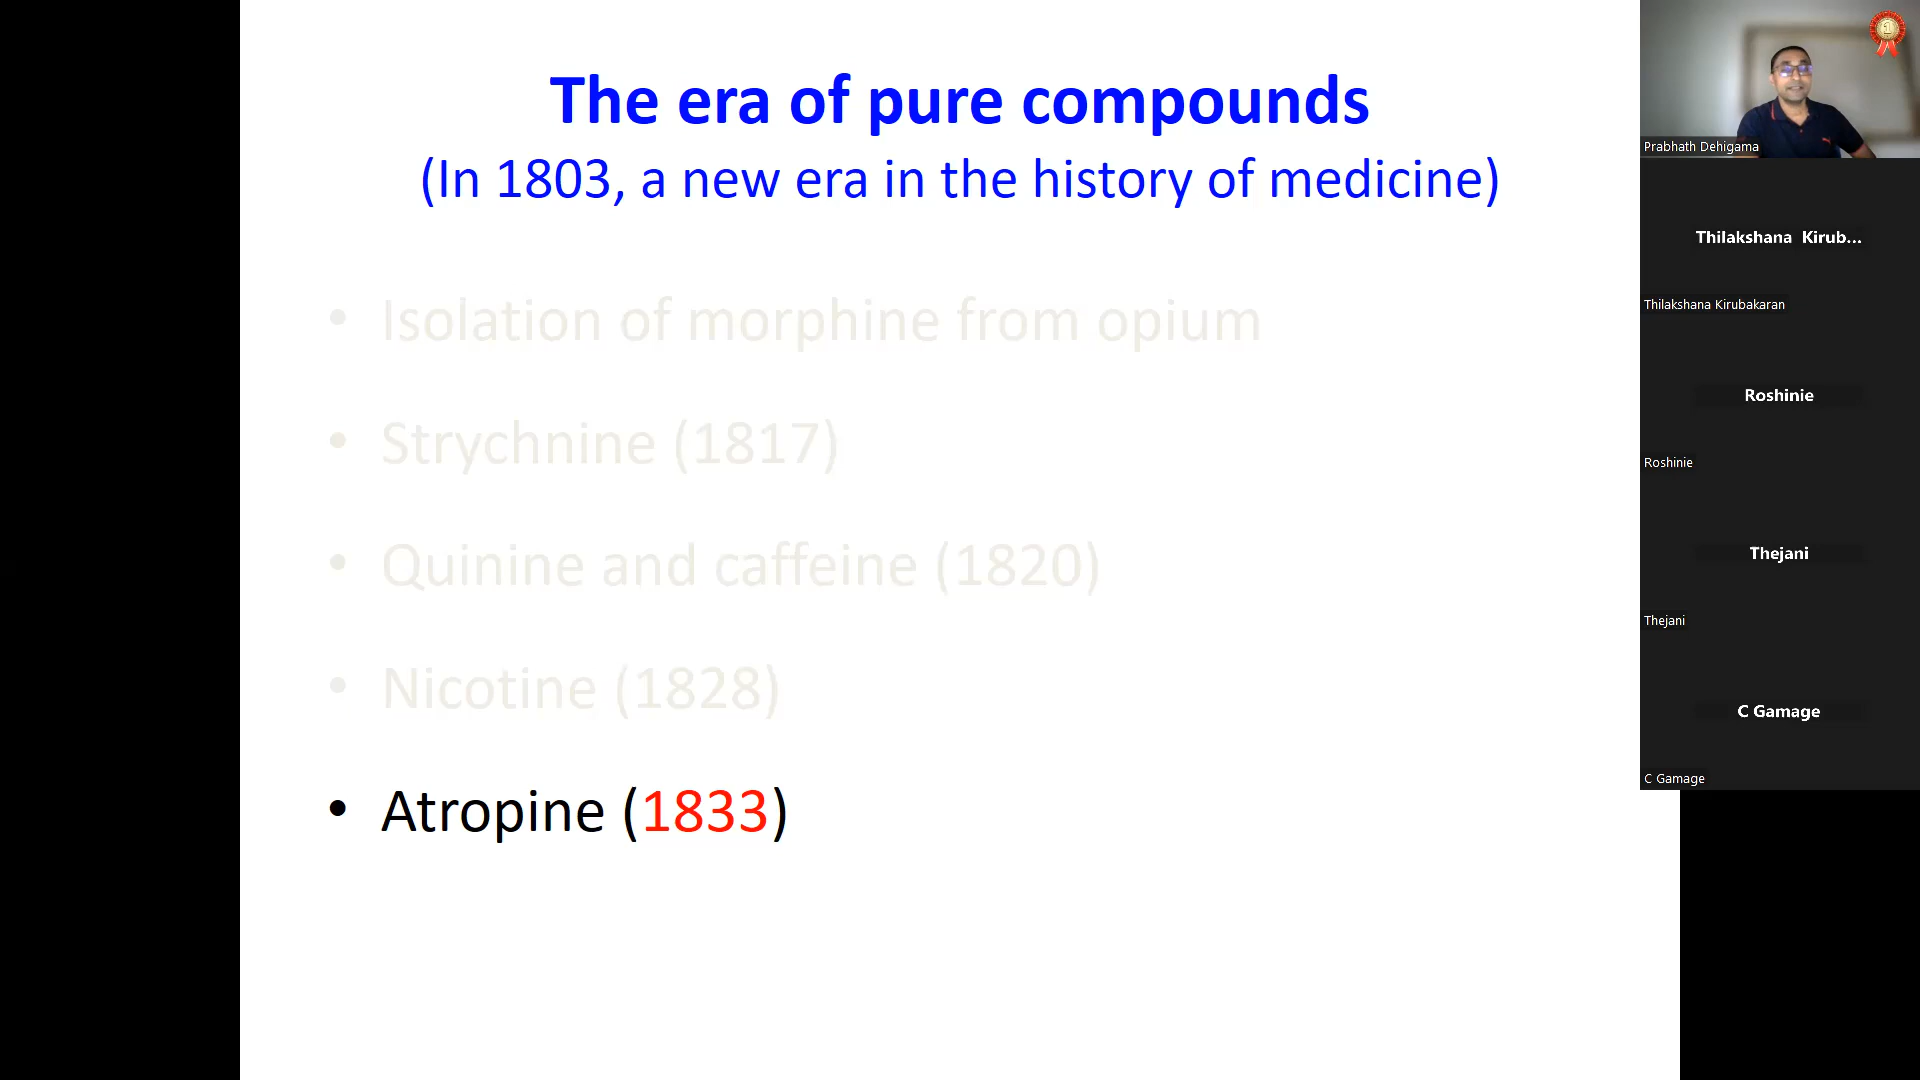 The era of pure compounds
(In 1803, a new era in the history of medicine)
• Isolation of morphine from opium
• Strychnine (1817)
• Quinine and caffeine (1820)
• Nicotine (1828)
• Atropine (1833)
1
Prabhath Dehigama
Thilakshana Kirub...
Thilakshana Kirubakaran
Roshinie
Roshinie
Thejani
Thejani
C Gamage
C Gamage